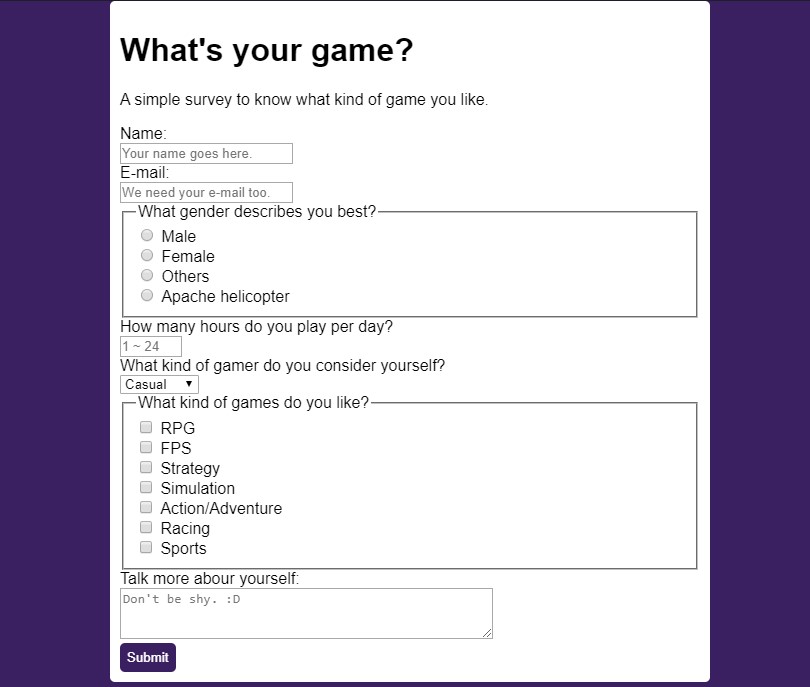 What's your game?
A simple survey to know what kind of game you like.
Name:
Your name goes here.
E-mail:
We need your e-mail too.
What gender describes you best?
Male
Female
Others
Apache helicopter
How many hours do you play per day?
1 ~ 24
What kind of gamer do you consider yourself?
Casual
What kind of games do you like?
RPG
FPS
Strategy
Simulation
Action/Adventure
Racing
Sports
Talk more abour yourself:
Don't be shy. :D
Submit